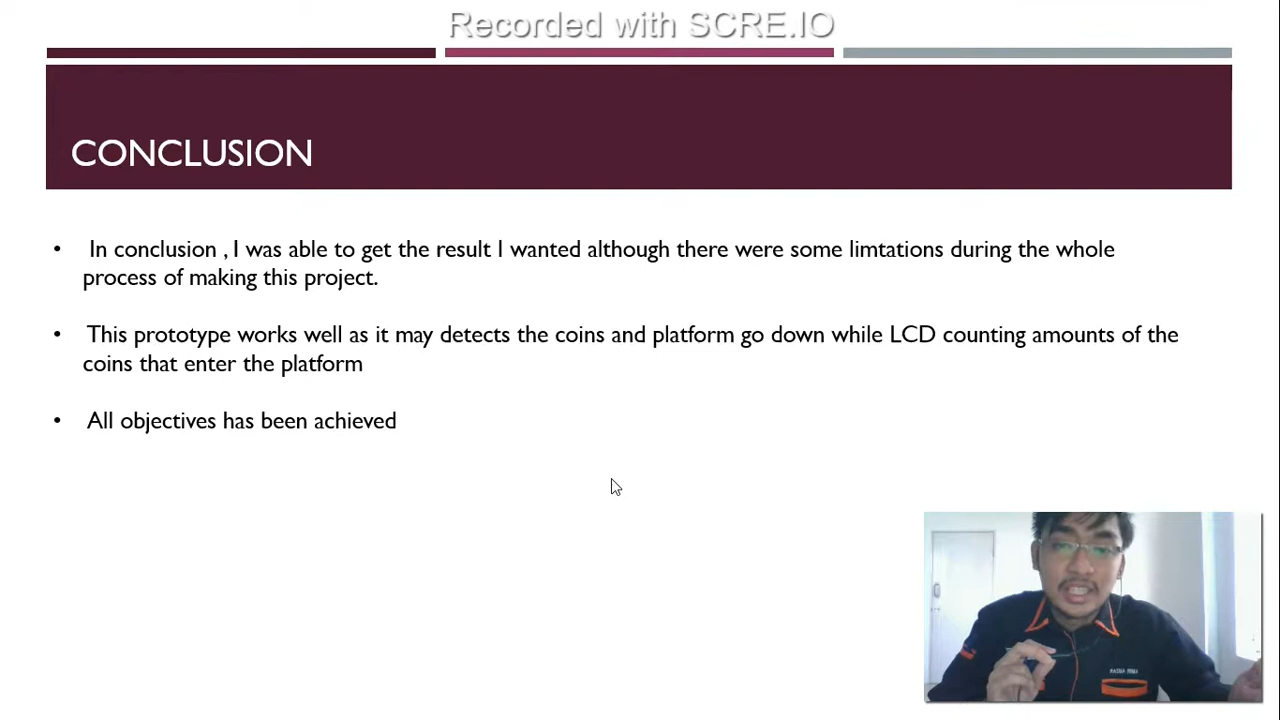 Recorded with SCRE.IO
CONCLUSION
• In conclusion , I was able to get the result I wanted although there were some limtations during the whole
process of making this project.
• This prototype works well as it may detects the coins and platform go down while LCD counting amounts of the
coins that enter the platform
• All objectives has been achieved